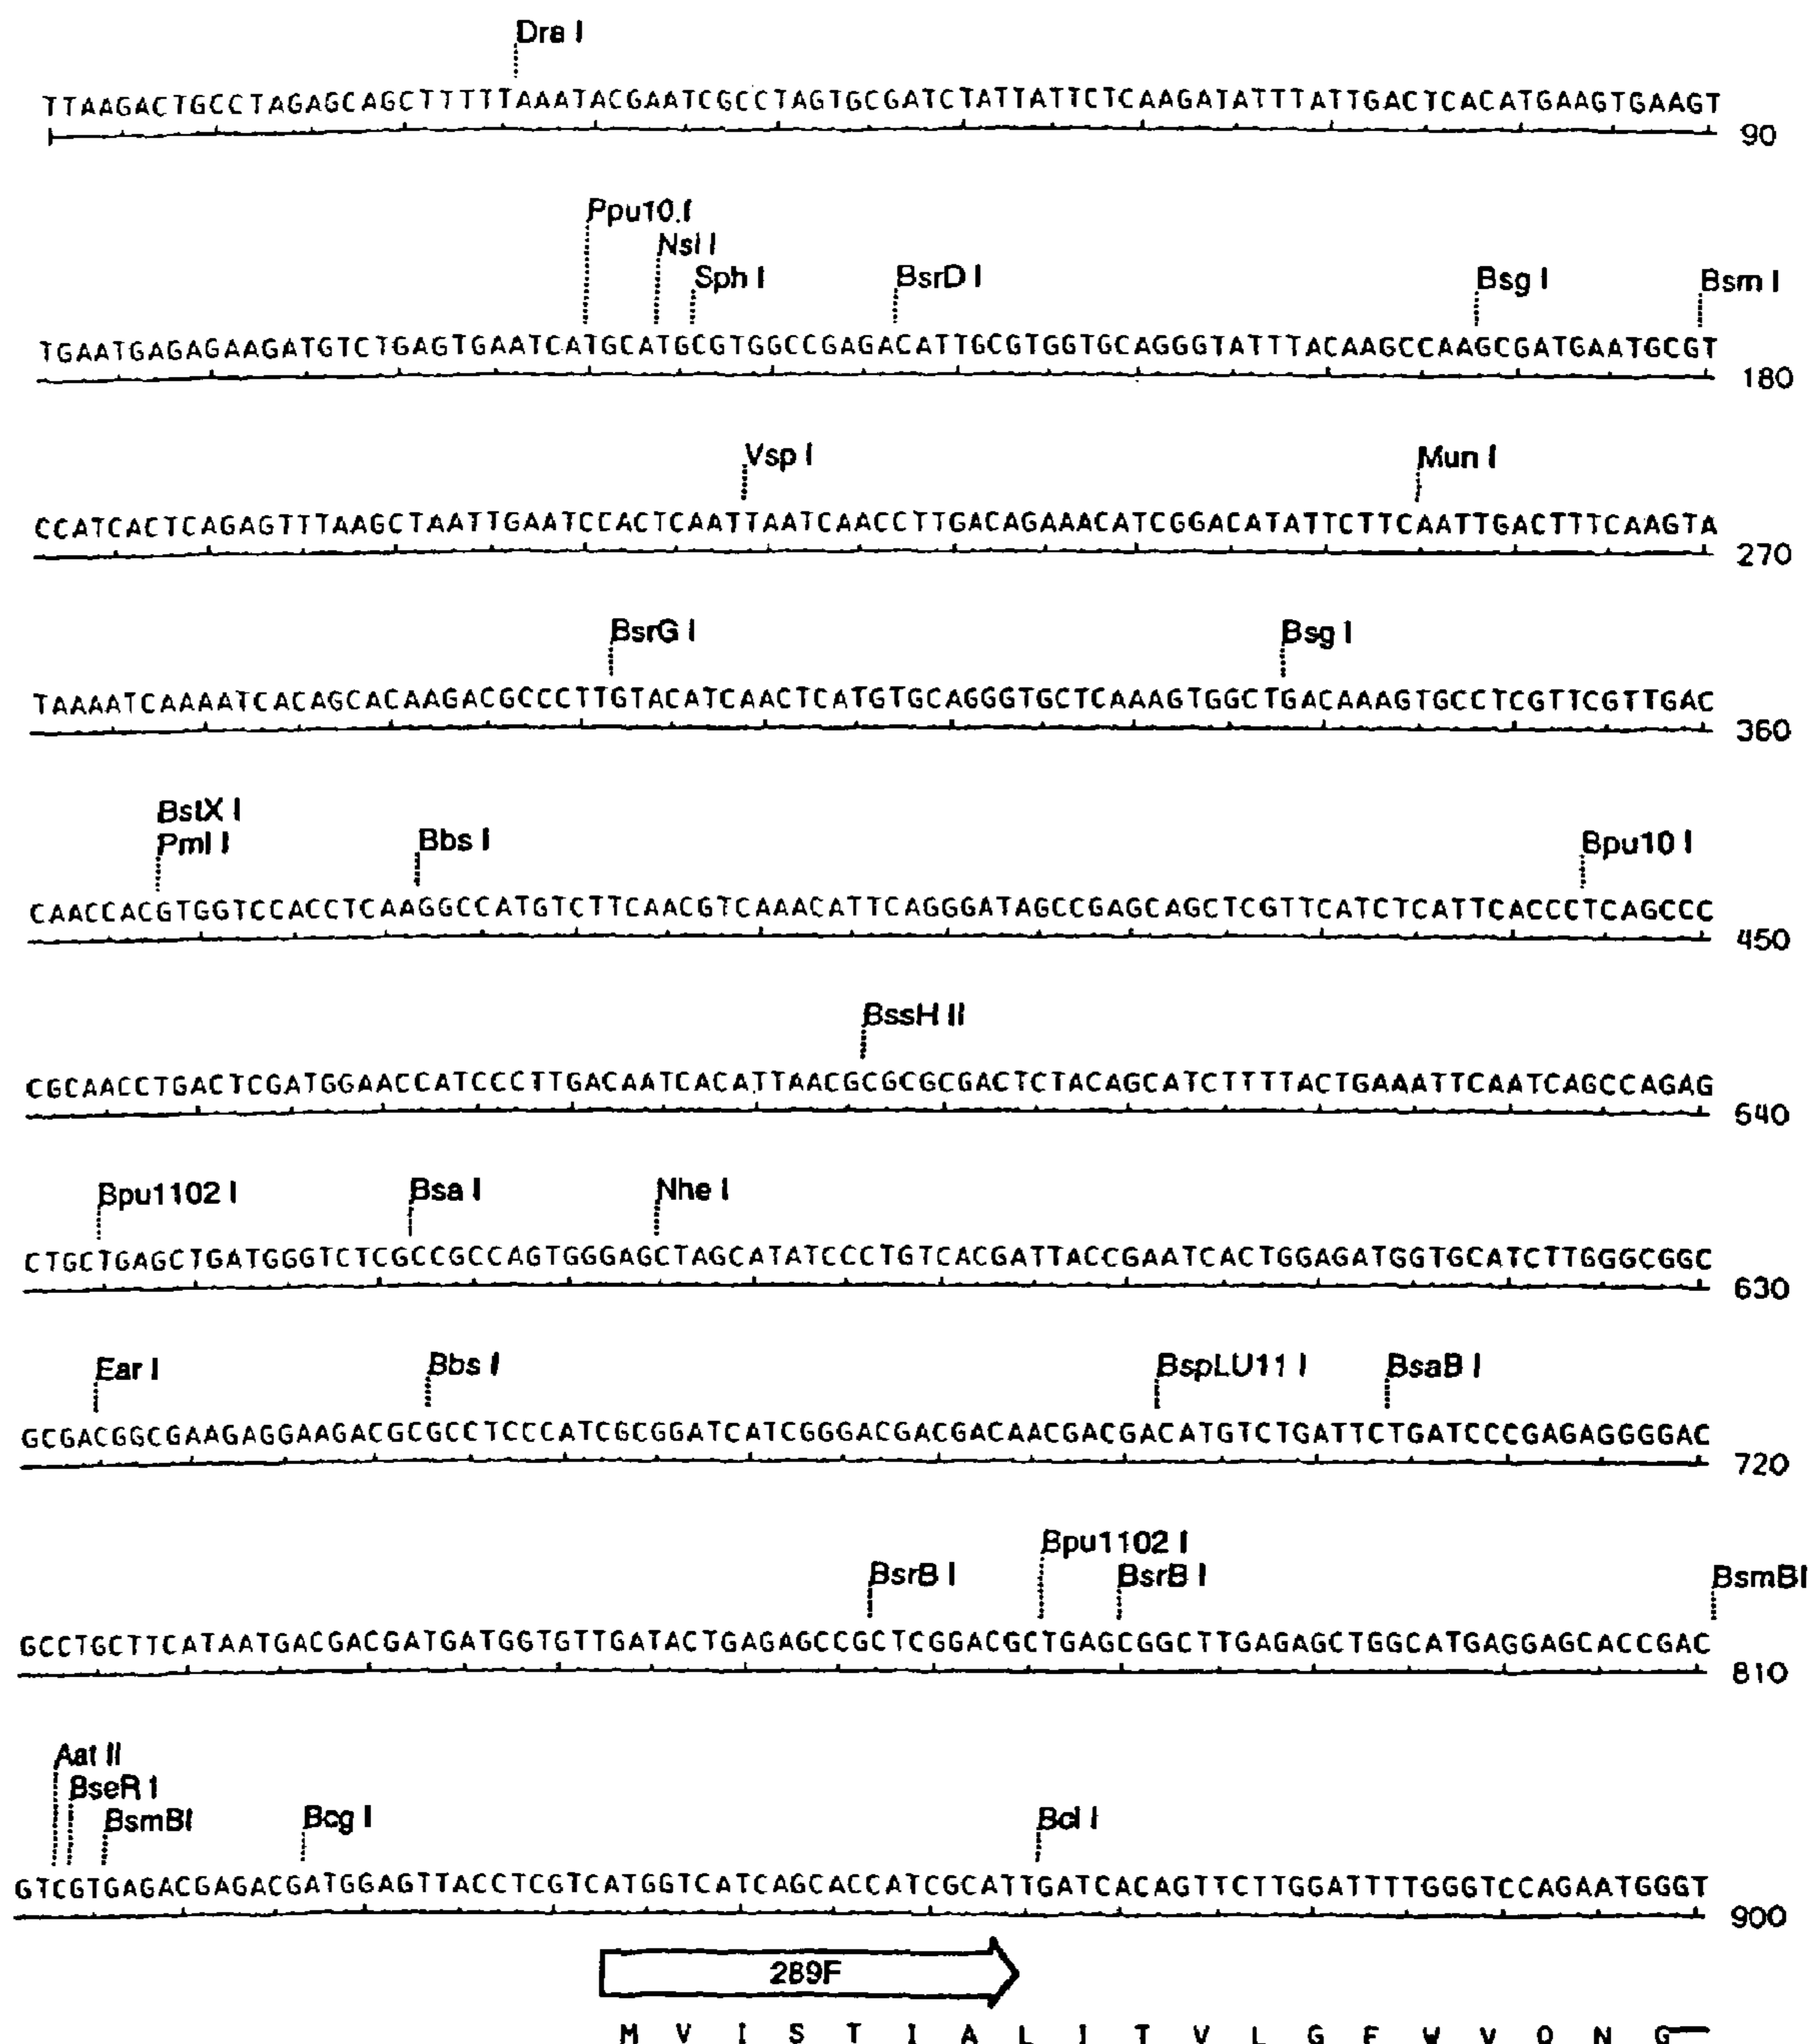 Dra I
TTAAGACTGCCTAGAGCAGCTTTTTAAATACGAATCGCCTAGTGCGATCTATTATTCTCAAGATATTTATTGACTCACATGAAGTGAAGT
90
Ppu10.I
NsI I
Sph I BsrD I Bsg I Bsm I
TGAATGAGAGAAGATGTCTGAGTGAATCATGCATGCGTGGCCGAGACATTGCGTGGTGCAGGGTATTTACAAGCCAAGCGATGAATGCGT
180
Vsp I Mun I
CCATCACTCAGAGTTTAAGCTAATTGAATCCACTCAATTAATCAACCTTGACAGAAACATCGGACATATTCTTCAATTGACTTTCAAGTA
270
BsrG I Bsg I
TAAAATCAAAATCACAGCACAAGACGCCCTTGTACATCAACTCATGTGCAGGGTGCTCAAAGTGGCTGACAAAGTGCCTCGTTCGTTGAC
360
BstX I
Pml I Bbs I Bpu10 I
CAACCACGTGGTCCACCTCAAGGCCATGTCTTCAACGTCAAACATTCAGGGATAGCCGAGCAGCTCGTTCATCTCATTCACCCTCAGCCC
450
BssH II
CGCAACCTGACTCGATGGAACCATCCCTTGACAATCACATTAACGCGCGCGACTCTACAGCATCTTTTACTGAAATTCAATCAGCCAGAG
540
Bpu1102 I Bsa I Nhe I
CTGCTGAGCTGATGGGTCTCGCCGCCAGTGGGAGCTAGCATATCCCTGTCACGATTACCGAATCACTGGAGATGGTGCATCTTGGGCGGC
630
Ear I Bbs I BspLU11 I BsaB I
GCGACGGCGAAGAGGAAGACGCGCCTCCCATCGCGGATCATCGGGACGACGACAACGACGACATGTCTGATTCTGATCCCGAGAGGGGAC
720
Bpu1102 I
BsrB I BsrB I BsmBI
GCCTGCTTCATAATGACGACGATGATGGTGTTGATACTGAGAGCCGCTCGGACGCTGAGCGGCTTGAGAGCTGGCATGAGGAGCACCGAC
810
Aat II
BseR I
BsmBI Bcg I Bcl I
GTCGTGAGACGAGACGATGGAGTTACCTCGTCATGGTCATCAGCACCATCGCATTGATCACAGTTCTTGGATTTTGGGTCCAGAATGGGT
900
289F
M V I S T I A L I T V L G F W V Q N G